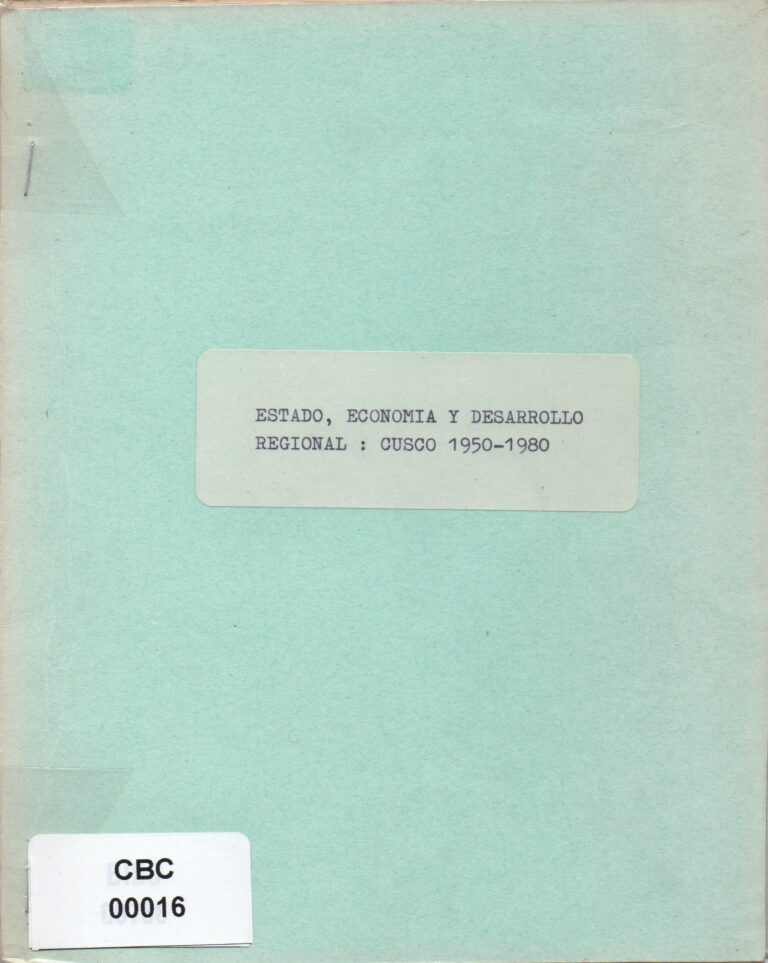 ESTADO, ECONOMIA Y DESARROLLO
REGIONAL : CUSCO 1950-1980
CBC
00016